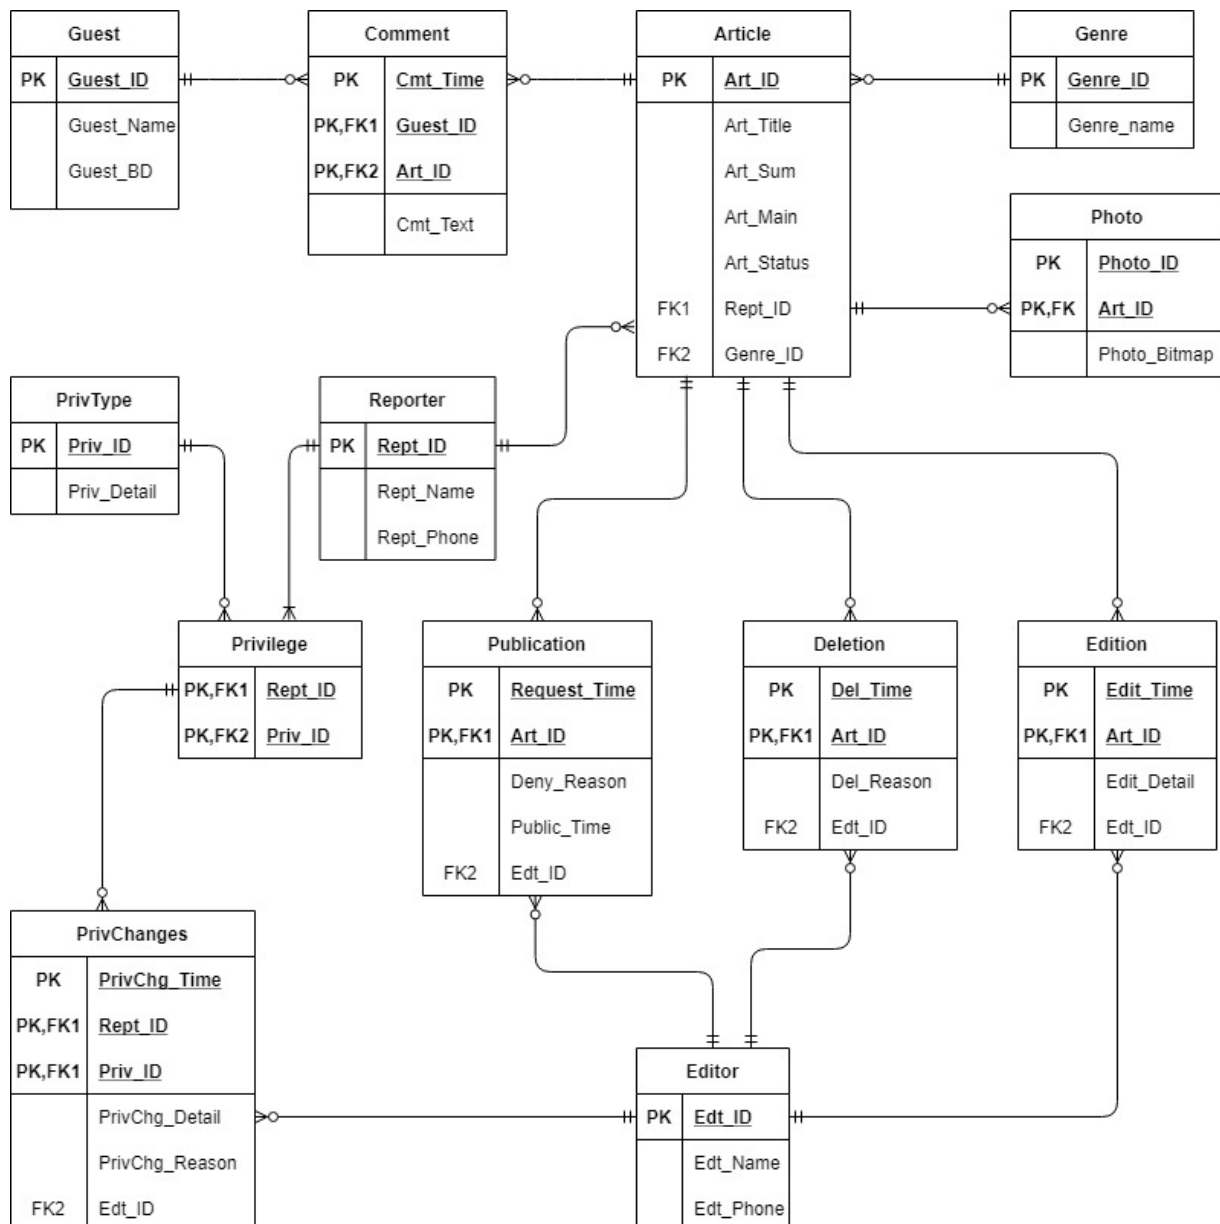 Guest
PK Guest_ID
Guest_Name
Guest_BD
Comment
PK Cmt_Time
PK,FK1 Guest_ID
PK,FK2 Art_ID
Cmt_Text
Article
PK Art_ID
Art_Title
Art_Sum
Art_Main
Art_Status
FK1 Rept_ID
FK2 Genre_ID
Genre
PK Genre_ID
Genre_name
Photo
PK Photo_ID
PK,FK Art_ID
Photo_Bitmap
PrivType
PK Priv_ID
Priv_Detail
Reporter
PK Rept_ID
Rept_Name
Rept_Phone
Privilege
PK,FK1 Rept_ID
PK,FK2 Priv_ID
Publication
PK Request_Time
PK,FK1 Art_ID
Deny_Reason
Public_Time
FK2 Edt_ID
Deletion
PK Del_Time
PK,FK1 Art_ID
Del_Reason
FK2 Edt_ID
Edition
PK Edit_Time
PK,FK1 Art_ID
Edit_Detail
FK2 Edt_ID
PrivChanges
PK PrivChg_Time
PK,FK1 Rept_ID
PK,FK1 Priv_ID
PrivChg_Detail
PrivChg_Reason
FK2 Edt_ID
Editor
PK Edt_ID
Edt_Name
Edt_Phone